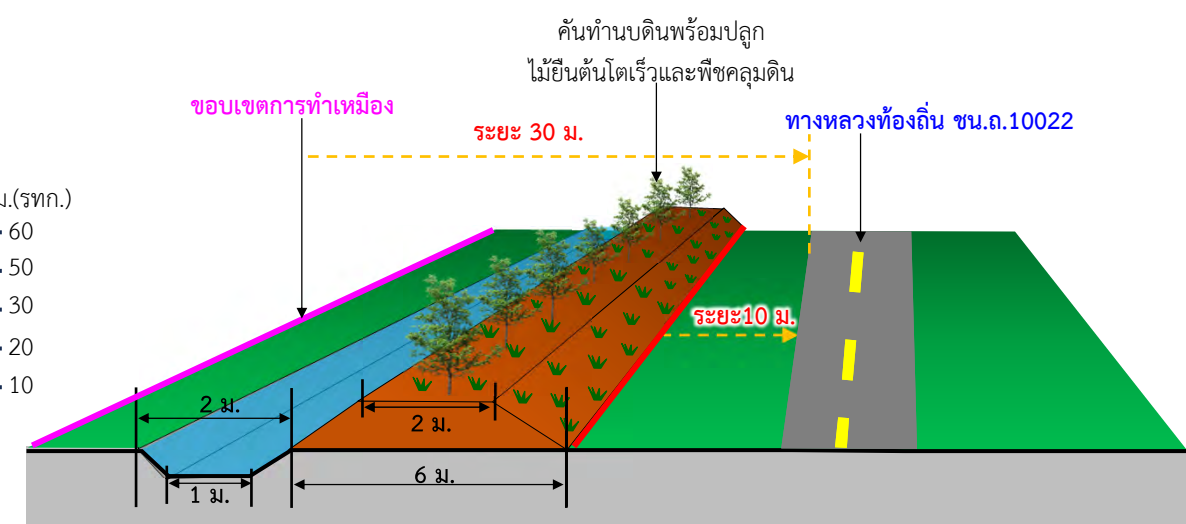 คันทำนบดินพร้อมปลูก
ไม้ยืนต้นโตเร็วและพืชคลุมดิน
ขอบเขตการทำเหมือง
ทางหลวงท้องถิ่น ชน.ถ.10022
ระยะ 30 ม.
ม.(รทก.)
60
50
30
20
10
ระยะ10 ม.
2 ม.
2 ม.
6 ม.
1 ม.